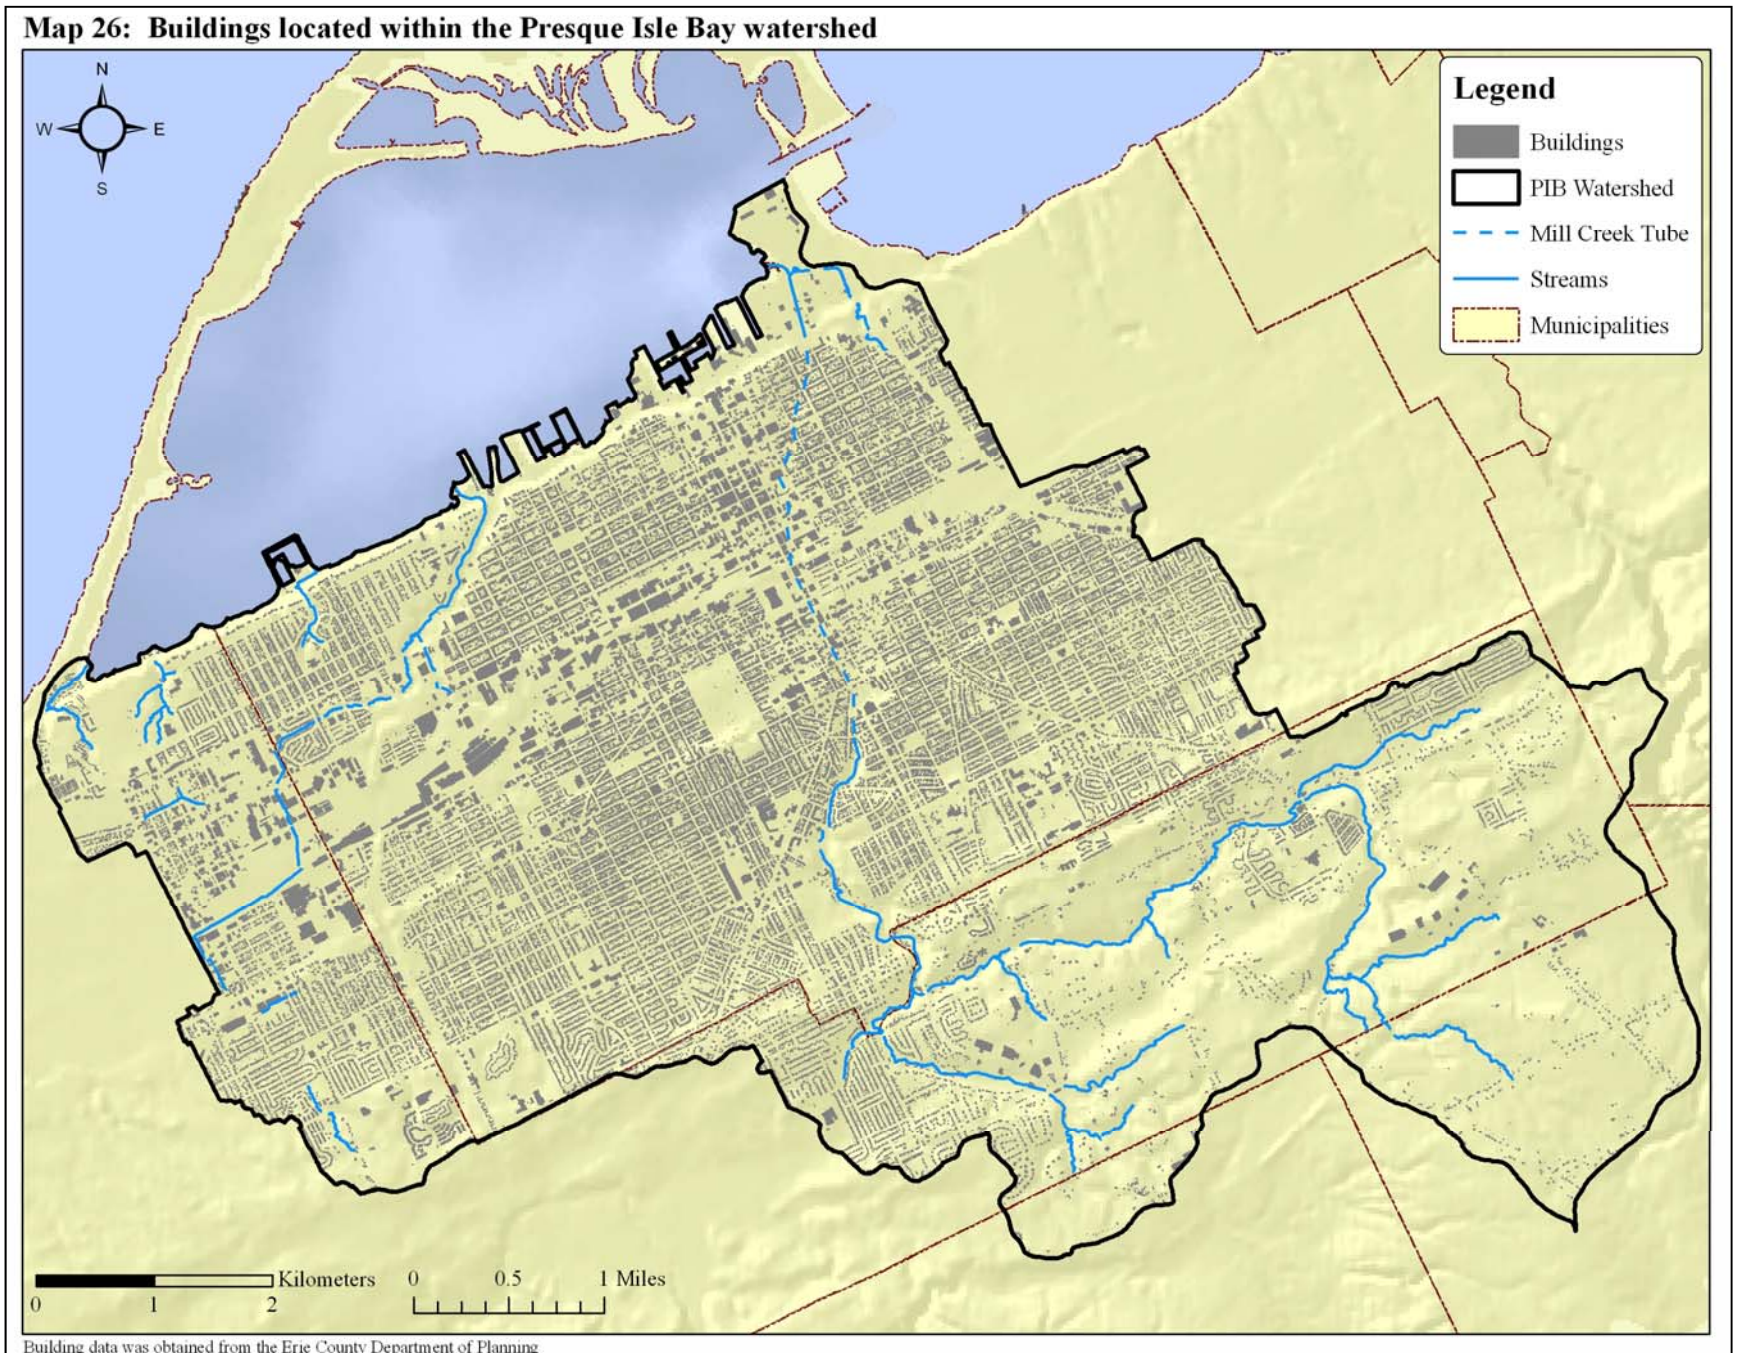 Map 26: Buildings located within the Presque Isle Bay watershed
N
W E
S
Legend
Buildings
PIB Watershed
Mill Creek Tube
Streams
Municipalities
Kilometers
0 1 2
0 0.5 1 Miles
Building data was obtained from the Erie County Department of Planning